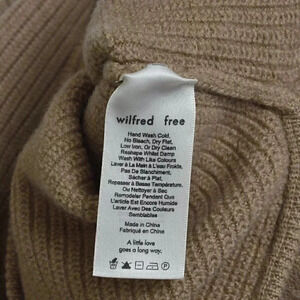 wilfred free
Hand Wash Cold,
No Bleach, Dry Flat,
Low Iron, Or Dry Clean
Reshape Whilst Damp
Wash With Like Colours
Lavar À La Main À L'eau Froide,
Pas De Blanchiment,
Sácher À Plat,
Repasser À Basse Température,
Ou Nettoyer À Sec
Remodeler Pendant Que
L'article Est Encore Humide
Laver Avec Des Couleurs
Semblables
Made in China
Fabriqué en China
A little love
goes a long way.